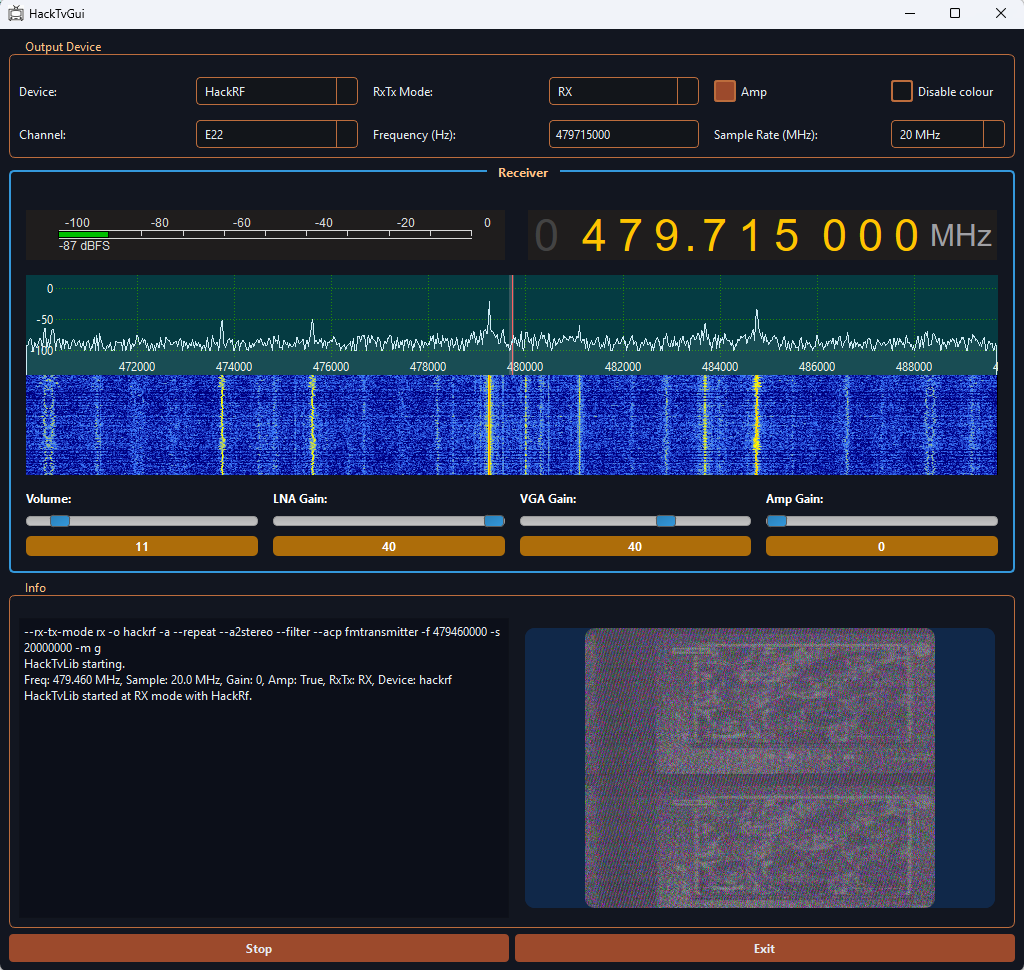 HackTvGui
Output Device
Device: HackRF RxTx Mode: RX Amp Disable colour
Channel: E22 Frequency (Hz): 479715000 Sample Rate (MHz): 20 MHz
Receiver
-100 -80 -60 -40 -20 0
-87 dBFS
0 479.715 000 MHz
0
-50
-100
472000 474000 476000 478000 480000 482000 484000 486000 488000 4
Volume: LNA Gain: VGA Gain: Amp Gain:
11 40 40 0
Info
--rx-tx-mode rx -o hackrf -a --repeat --a2stereo --filter --acp fmtransmitter -f 479460000 -s
20000000 -m g
HackTvLib starting.
Freq: 479.460 MHz, Sample: 20.0 MHz, Gain: 0, Amp: True, RxTx: RX, Device: hackrf
HackTvLib started at RX mode with HackRf.
Stop Exit